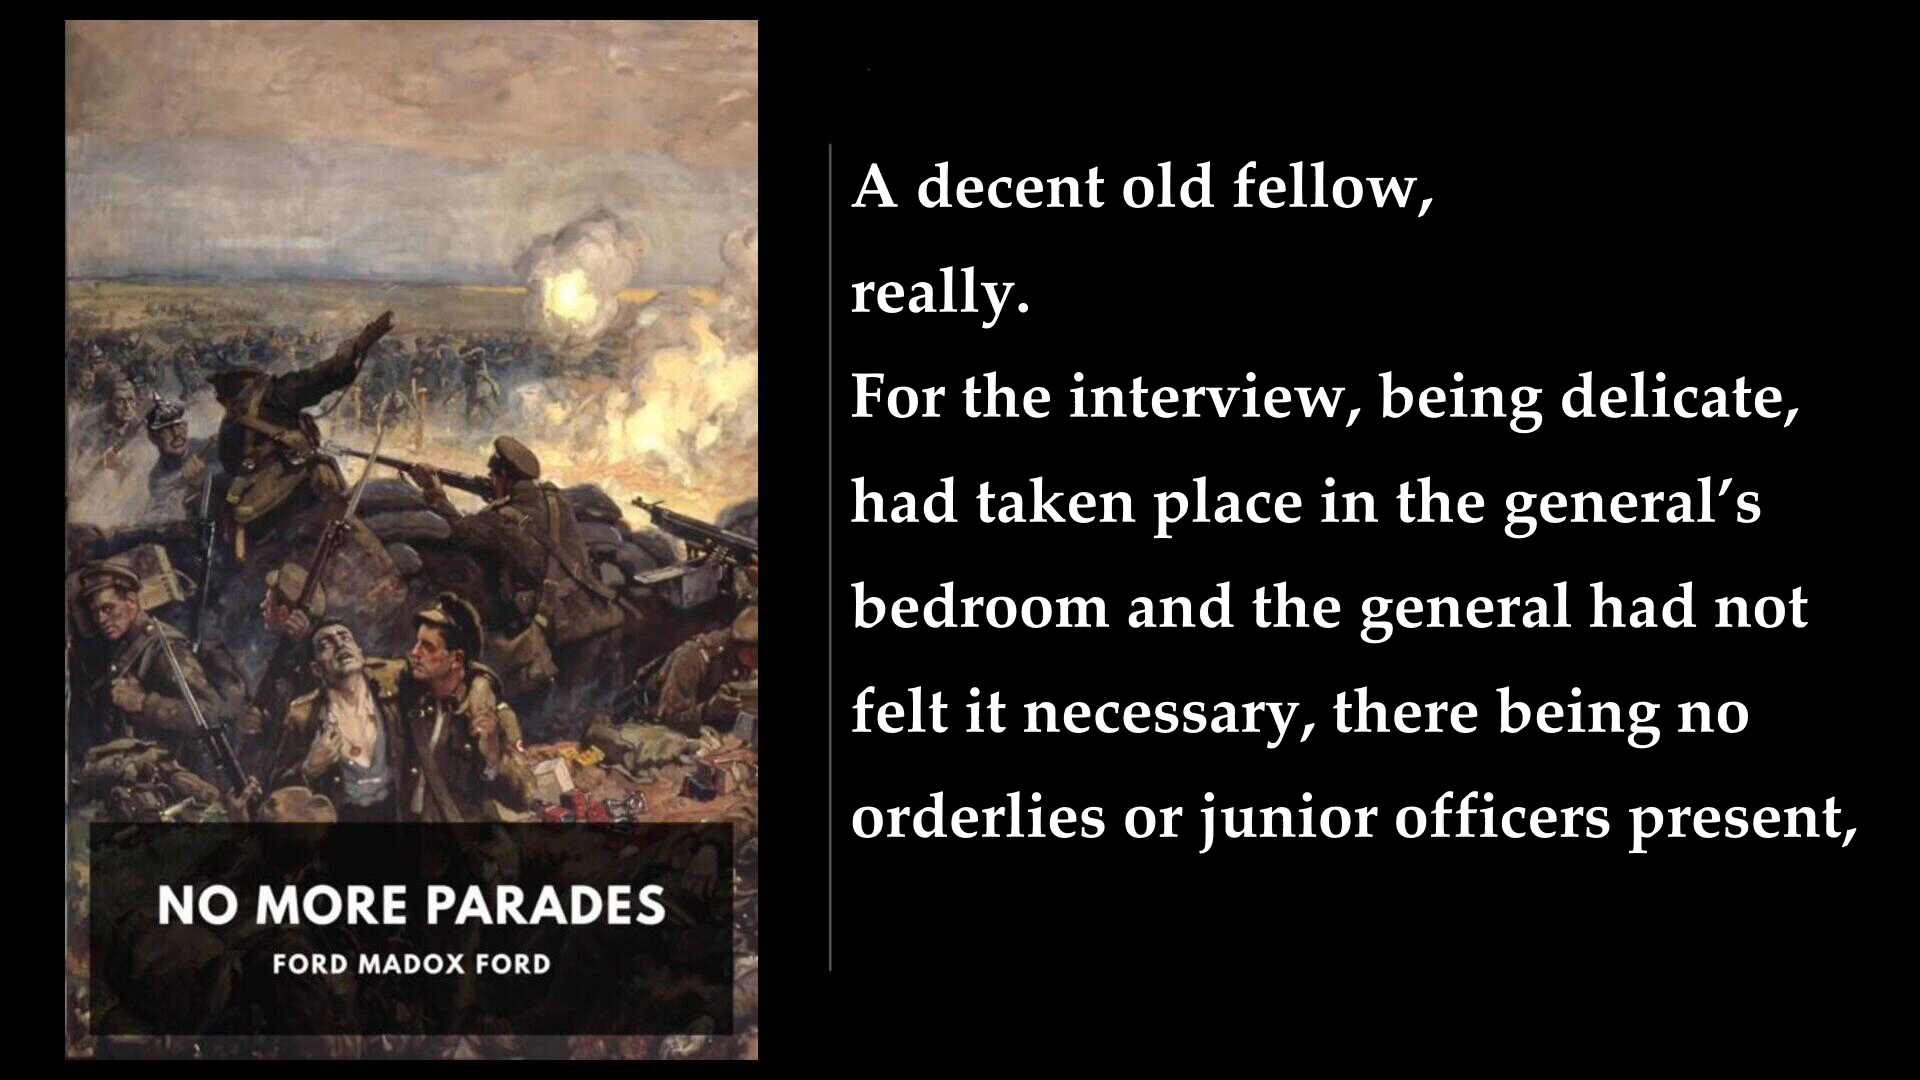 A decent old fellow,
really.
For the interview, being delicate,
had taken place in the general’s
bedroom and the general had not
felt it necessary, there being no
orderlies or junior officers present,
NO MORE PARADES
FORD MADOX FORD